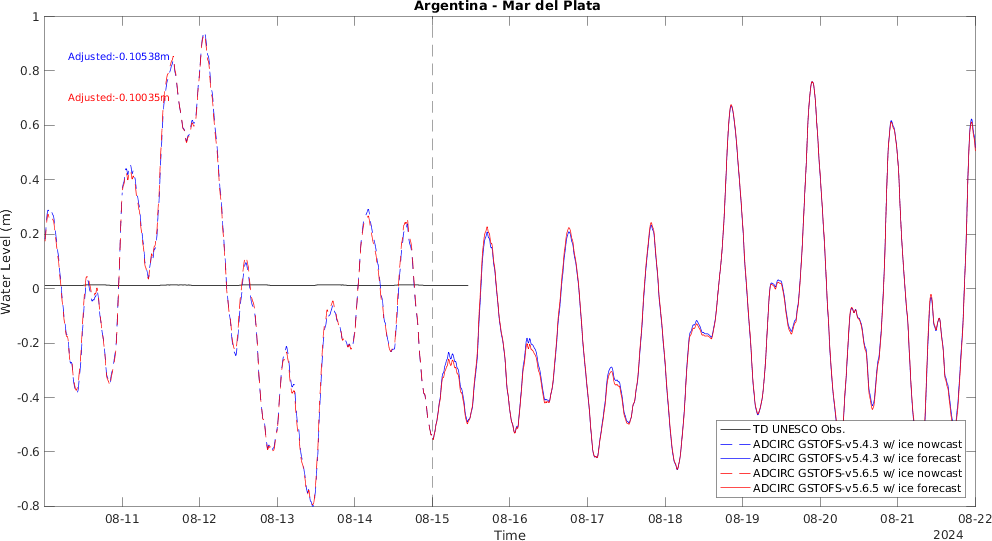 Argentina - Mar del Plata
Adjusted:-0.10538m
Adjusted:-0.10035m
Water Level (m)
1
0.8
0.6
0.4
0.2
0
-0.2
-0.4
-0.6
-0.8
TD UNESCO Obs.
ADCIRC GSTOFS-v5.4.3 w/ ice nowcast
ADCIRC GSTOFS-v5.4.3 w/ ice forecast
ADCIRC GSTOFS-v5.6.5 w/ ice nowcast
ADCIRC GSTOFS-v5.6.5 w/ ice forecast
08-11 08-12 08-13 08-14 08-15 08-16 08-17 08-18 08-19 08-20 08-21 08-22
Time
2024